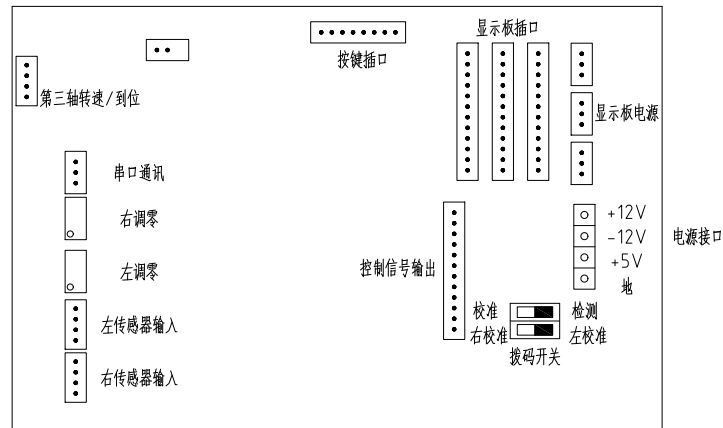 显示板插口
按键插口
第三轴转速/到位
显示板电源
串口通讯
右调零
+12V
-12V
电源接口
+5V
地
控制信号输出
左调零
校准
检测
左传感器输入
右校准
左校准
拨码开关
右传感器输入